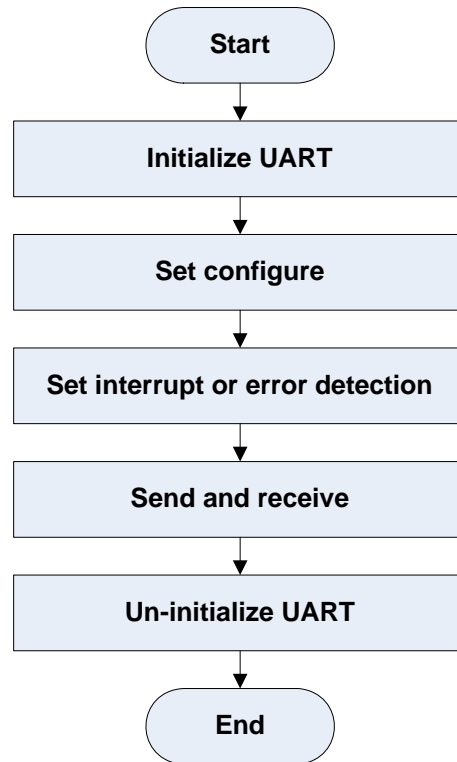 Start
Initialize UART
Set configure
Set interrupt or error detection
Send and receive
Un-initialize UART
End